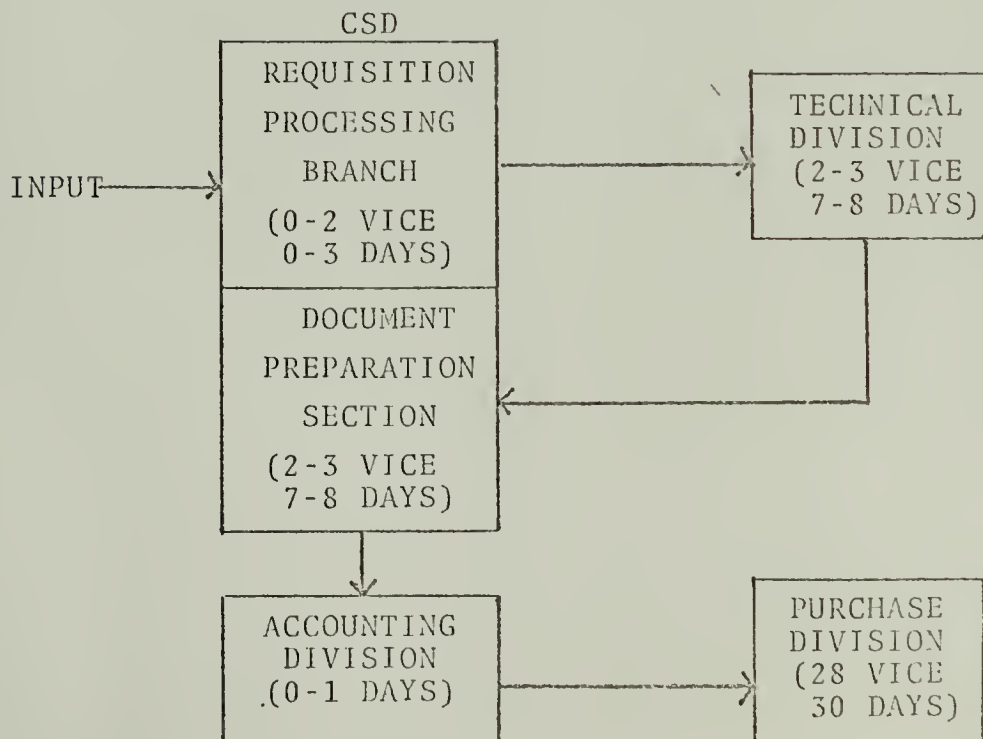 CSD
REQUISITION
PROCESSING
BRANCH
(0-2 VICE
0-3 DAYS)
INPUT
TECHNICAL
DIVISION
(2-3 VICE
7-8 DAYS)
DOCUMENT
PREPARATION
SECTION
(2-3 VICE
7-8 DAYS)
ACCOUNTING
DIVISION
(0-1 DAYS)
PURCHASE
DIVISION
(28 VICE
30 DAYS)